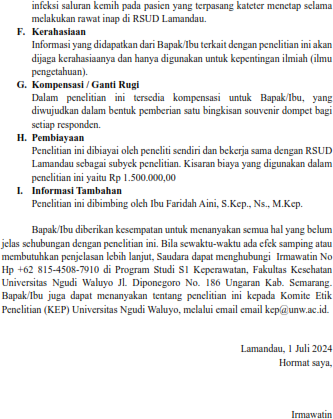 infeksi saluran kemih pada pasien yang terpasang kateter menetap selama
melakukan rawat inap di RSUD Lamandau.
F. Kerahasiaan
Informasi yang didapatkan dari Bapak/Ibu terkait dengan penelitian ini akan
dijaga kerahasiaanya dan hanya digunakan untuk kepentingan ilmiah (ilmu
pengetahuan).
G. Kompensasi / Ganti Rugi
Dalam penelitian ini tersedia kompensasi untuk Bapak/Ibu, yang
diwujudkan dalam bentuk pemberian satu bingkisan souvenir dompet bagi
setiap responden.
H. Pembiayaan
Penelitian ini dibiayai oleh peneliti sendiri dan bekerja sama dengan RSUD
Lamandau sebagai subyek penelitian. Kisaran biaya yang digunakan dalam
penelitian ini yaitu Rp 1.500.000,00
I. Informasi Tambahan
Penelitian ini dibimbing oleh Ibu Faridah Aini, S.Kep., Ns., M.Kep.
Bapak/Ibu diberikan kesempatan untuk menanyakan semua hal yang belum
jelas sehubungan dengan penelitian ini. Bila sewaktu-waktu ada efek samping atau
membutuhkan penjelasan lebih lanjut, Saudara dapat menghubungi Irmawatin No
Hp +62 815-4508-7910 di Program Studi S1 Keperawatan, Fakultas Kesehatan
Universitas Ngudi Waluyo Jl. Diponegoro No. 186 Ungaran Kab. Semarang.
Bapak/Ibu juga dapat menanyakan tentang penelitian ini kepada Komite Etik
Penelitian (KEP) Universitas Ngudi Waluyo, melalui email email kep@unw.ac.id.
Lamandau, 1 Juli 2024
Hormat saya,
Irmawatin